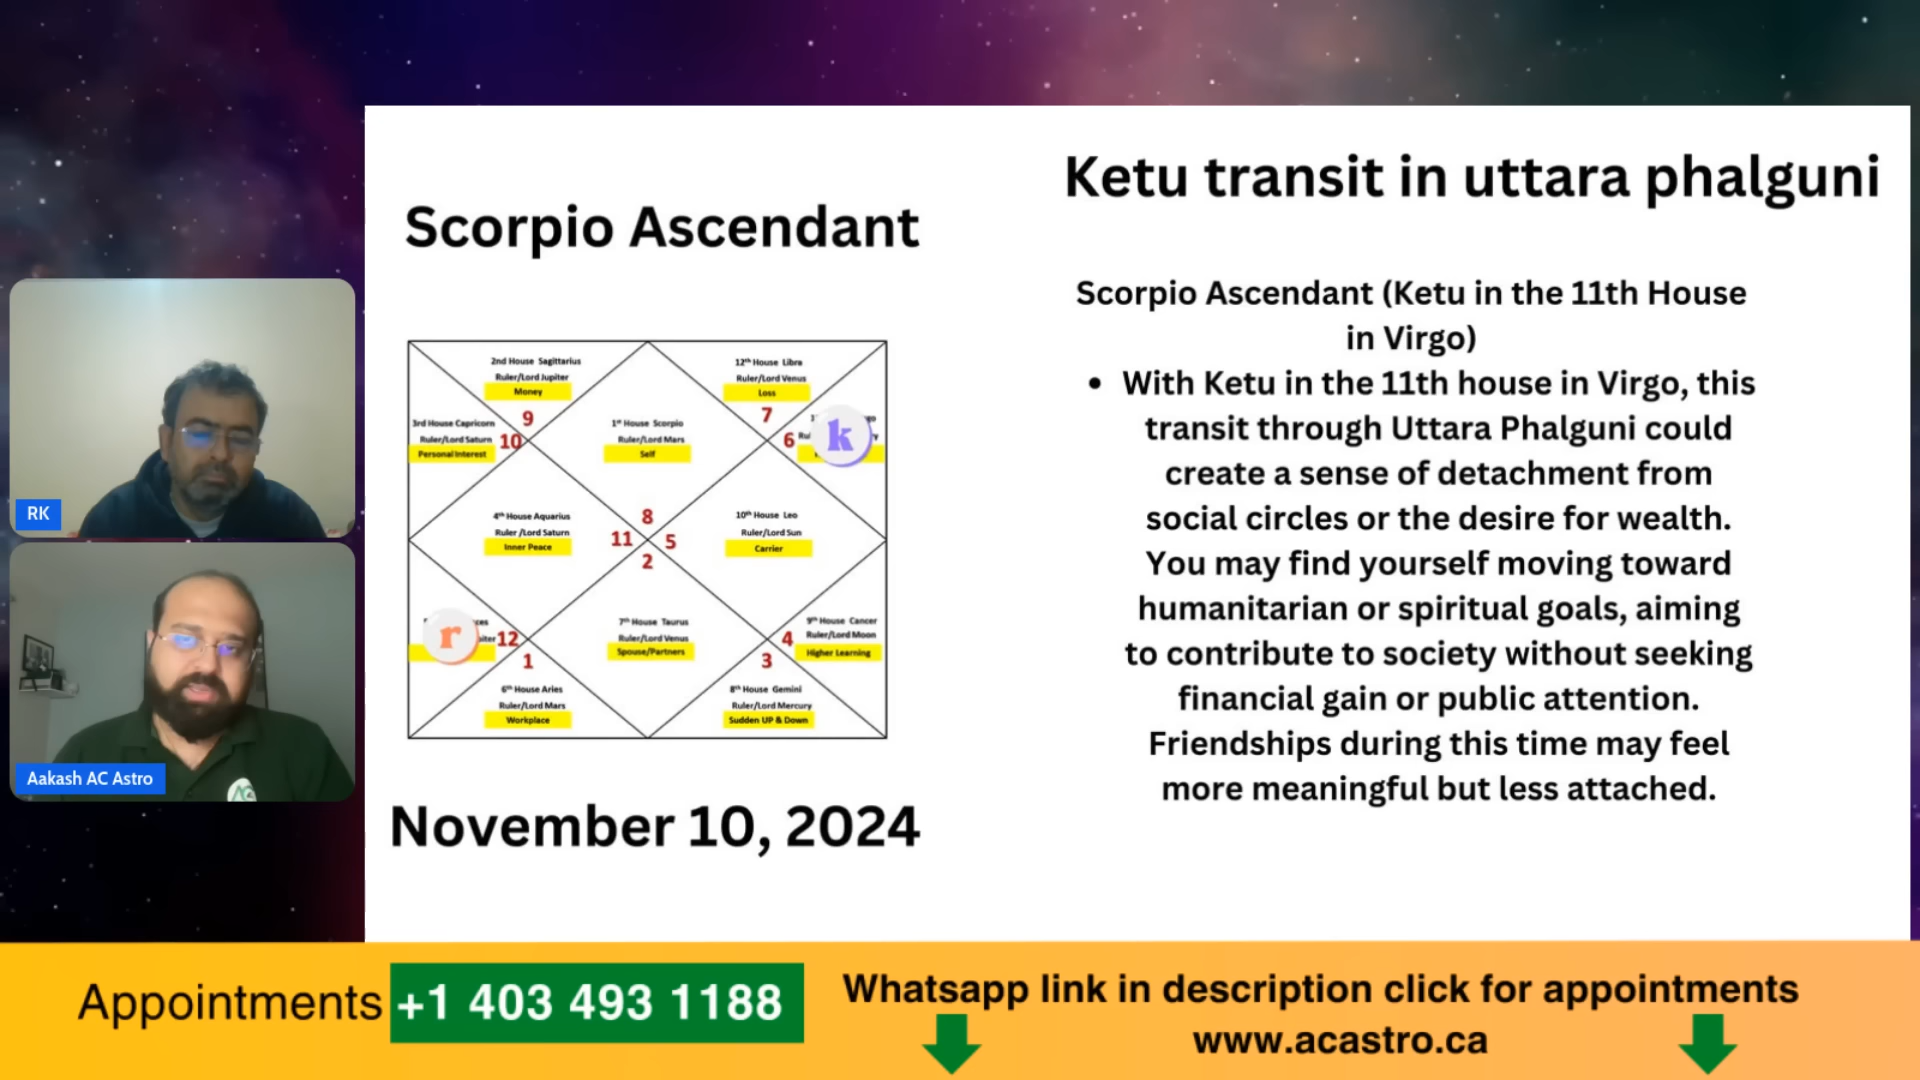 Ketu transit in uttara phalguni
Scorpio Ascendant
Scorpio Ascendant (Ketu in the 11th House
in Virgo)
• With Ketu in the 11th house in Virgo, this
transit through Uttara Phalguni could
create a sense of detachment from
social circles or the desire for wealth.
You may find yourself moving toward
humanitarian or spiritual goals, aiming
to contribute to society without seeking
financial gain or public attention.
Friendships during this time may feel
more meaningful but less attached.
2nd House Sagittarius
Ruler/Lord Jupiter
Money
9
12th House Libra
Ruler/Lord Venus
Loss
7
3rd House Capricorn
Ruler/Lord Saturn
10
Personal Interest
1st House Scorpio
Ruler/Lord Mars
Self
6
k
4th House Aquarius
Ruler /Lord Saturn
Inner Peace
8
11
5
2
10th House Leo
Ruler/Lord Sun
Carrier
r
12
1
7th House Taurus
Ruler/Lord Venus
Spouse/Partners
9th House Cancer
Ruler/Lord Moon
Higher Learning
4
3
6th House Aries
Ruler/Lord Mars
Workplace
8th House Gemini
Ruler/Lord Mercury
Sudden UP & Down
November 10, 2024
RK
Aakash AC Astro
Appointments +1 403 493 1188
Whatsapp link in description click for appointments
www.acastro.ca